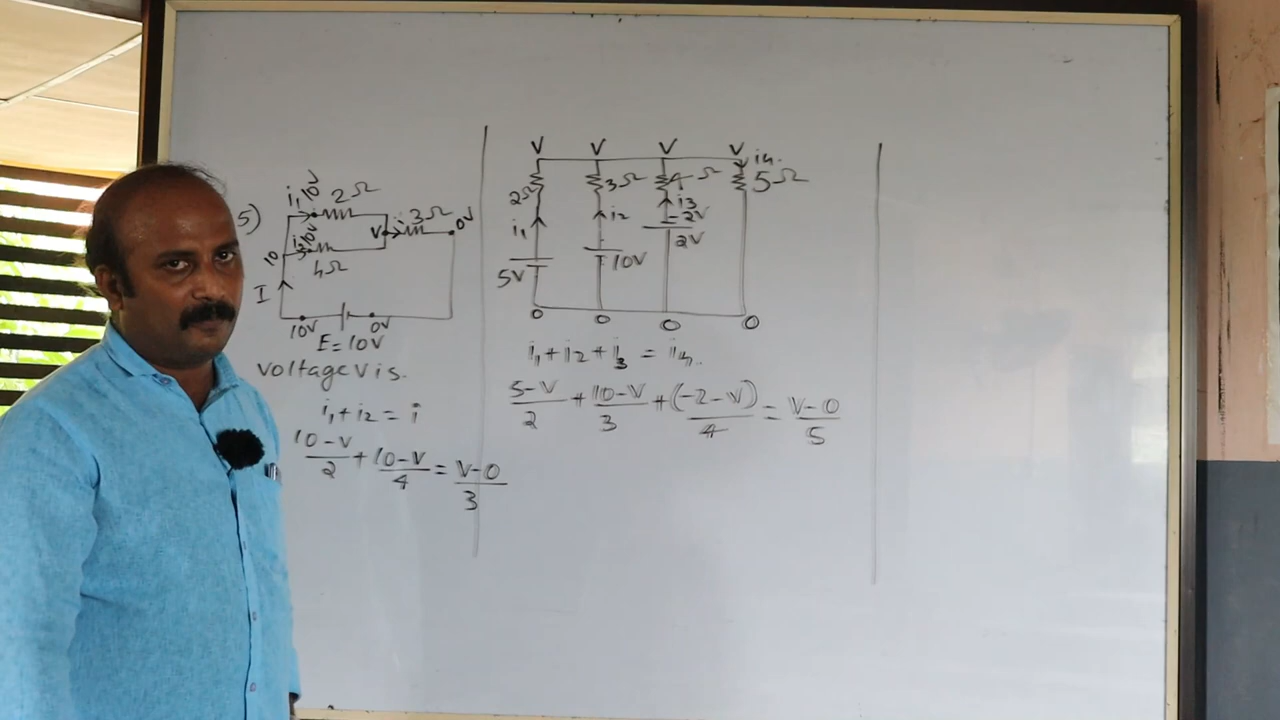 5)
i₁ 10V 2Ω
i 3Ω 0V
10 i₂ 10V V
4Ω
I
10V 0V
E = 10V
Voltage V is.
i₁ + i₂ = i
(10-V)/2 + (10-V)/4 = (V-0)/3
V V V V
2Ω 3Ω 4Ω i₄ 5Ω
i₁ i₂ i₃
-2V
5V 10V 2V
0 0 0 0
i₁ + i₂ + i₃ = i₄.
(5-V)/2 + (10-V)/3 + (-2-V)/4 = (V-0)/5